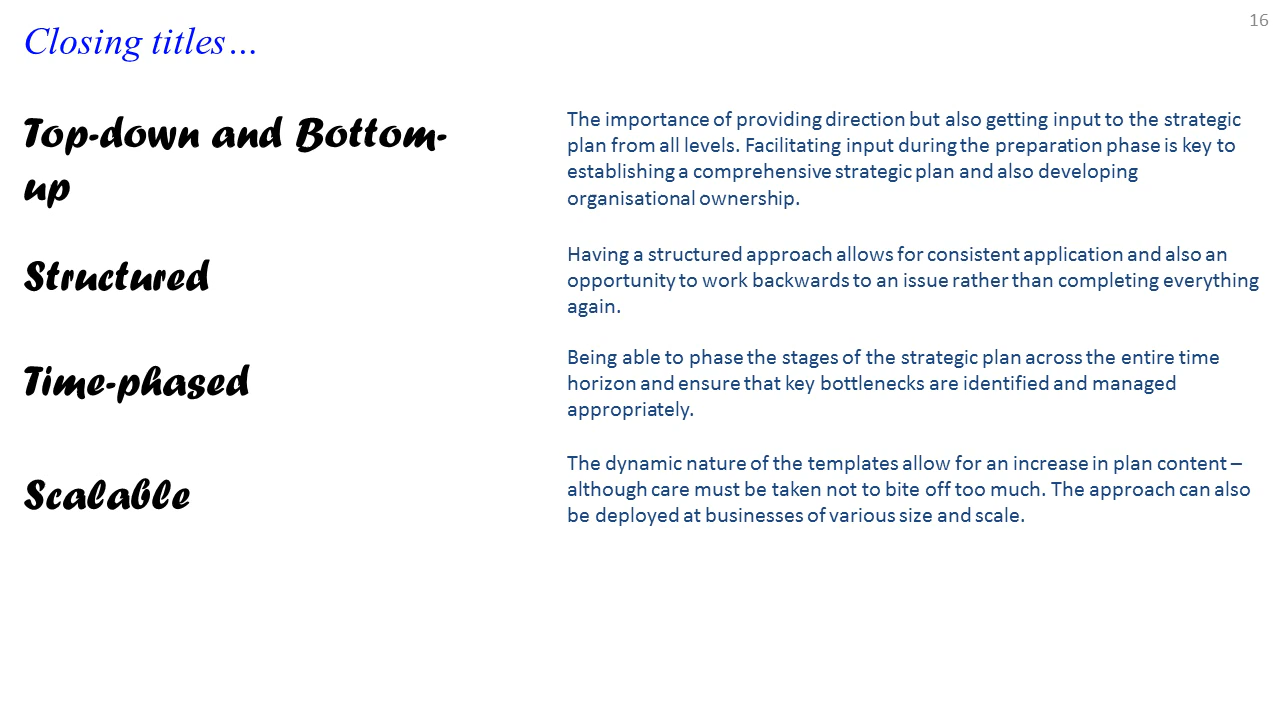 16
Closing titles…
Top-down and Bottom-
up
The importance of providing direction but also getting input to the strategic
plan from all levels. Facilitating input during the preparation phase is key to
establishing a comprehensive strategic plan and also developing
organisational ownership.
Structured
Having a structured approach allows for consistent application and also an
opportunity to work backwards to an issue rather than completing everything
again.
Time-phased
Being able to phase the stages of the strategic plan across the entire time
horizon and ensure that key bottlenecks are identified and managed
appropriately.
Scalable
The dynamic nature of the templates allow for an increase in plan content –
although care must be taken not to bite off too much. The approach can also
be deployed at businesses of various size and scale.